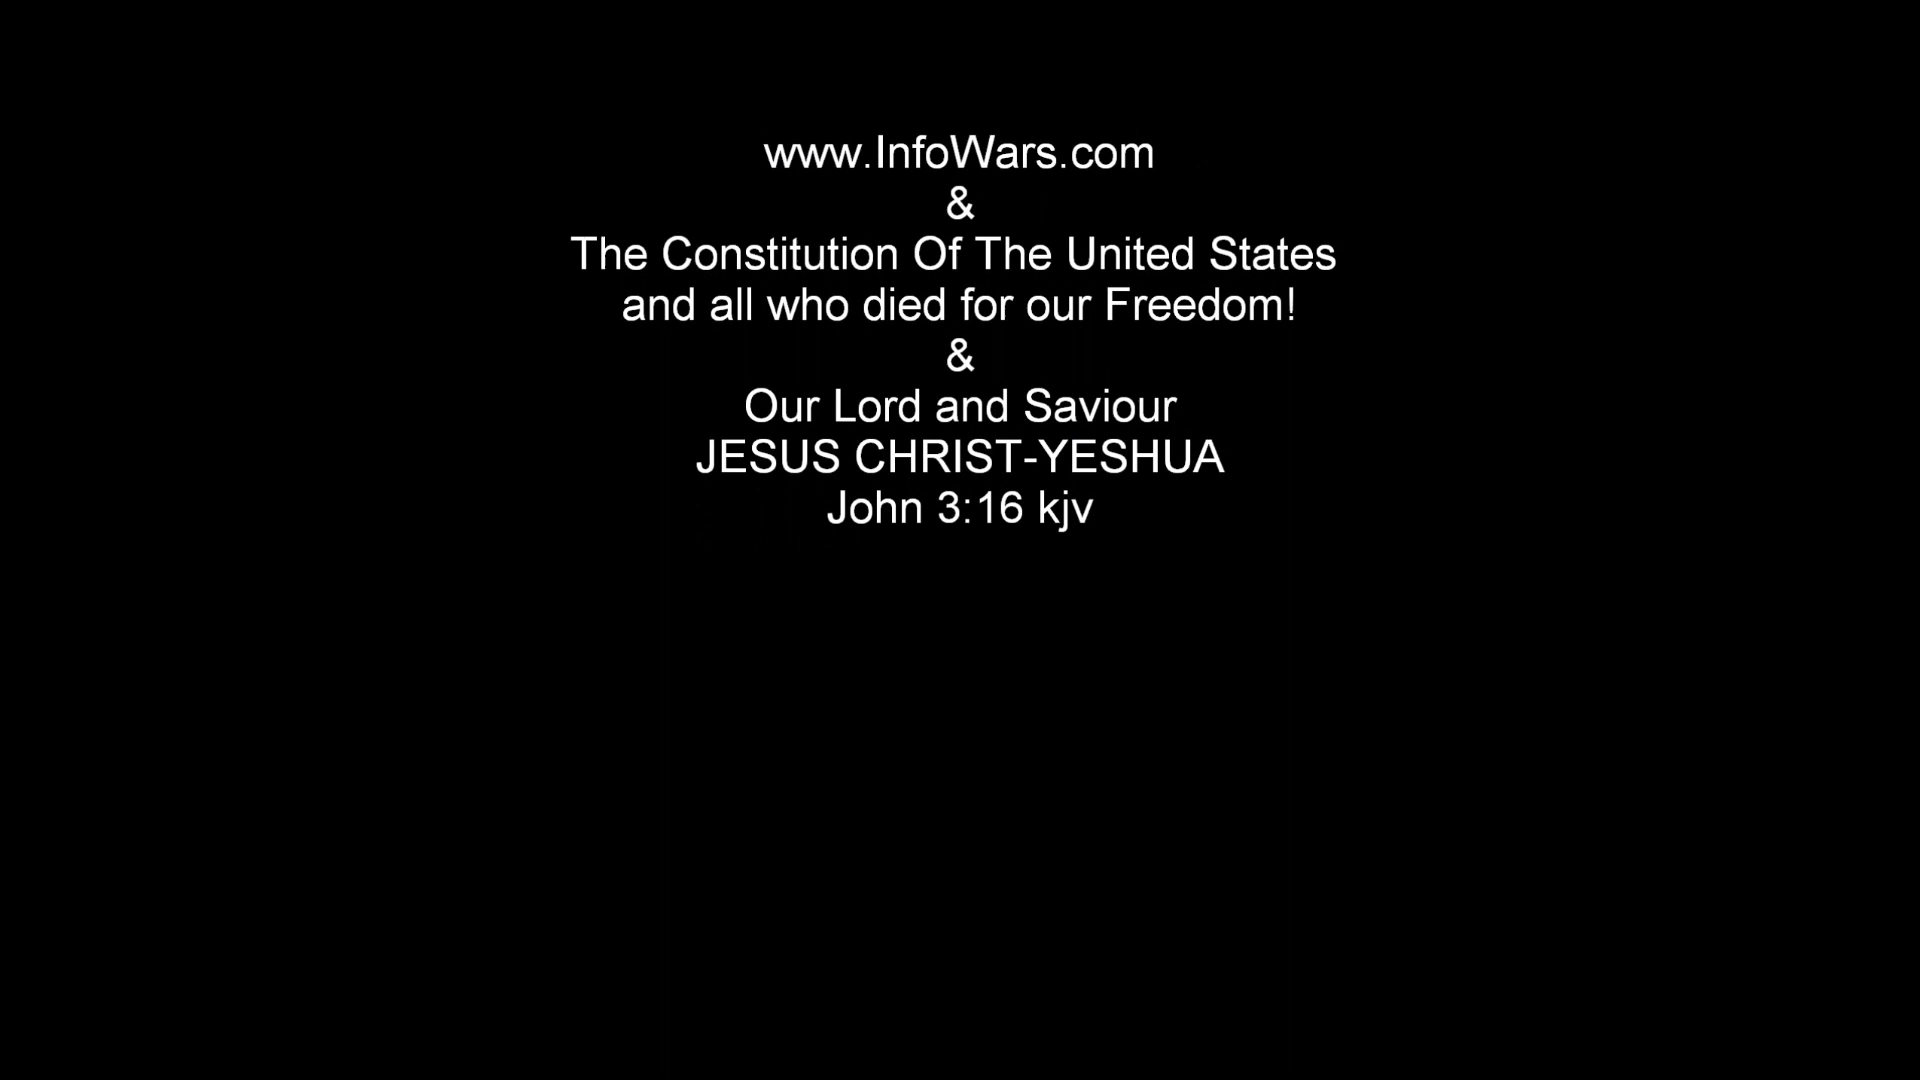 www.InfoWars.com
&
The Constitution Of The United States
and all who died for our Freedom!
&
Our Lord and Saviour
JESUS CHRIST-YESHUA
John 3:16 kjv